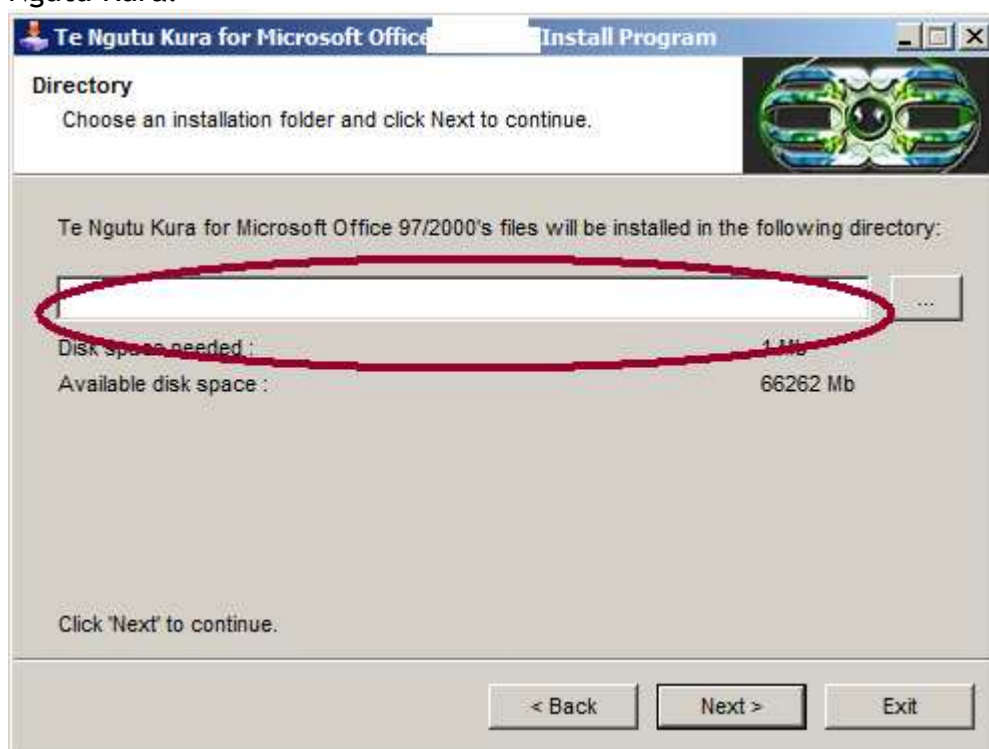 Te Ngutu Kura for Microsoft Office Install Program
Directory
Choose an installation folder and click Next to continue.
Te Ngutu Kura for Microsoft Office 97/2000's files will be installed in the following directory:
...
Disk space needed : 1 Mb
Available disk space : 66262 Mb
Click 'Next' to continue.
< Back Next > Exit